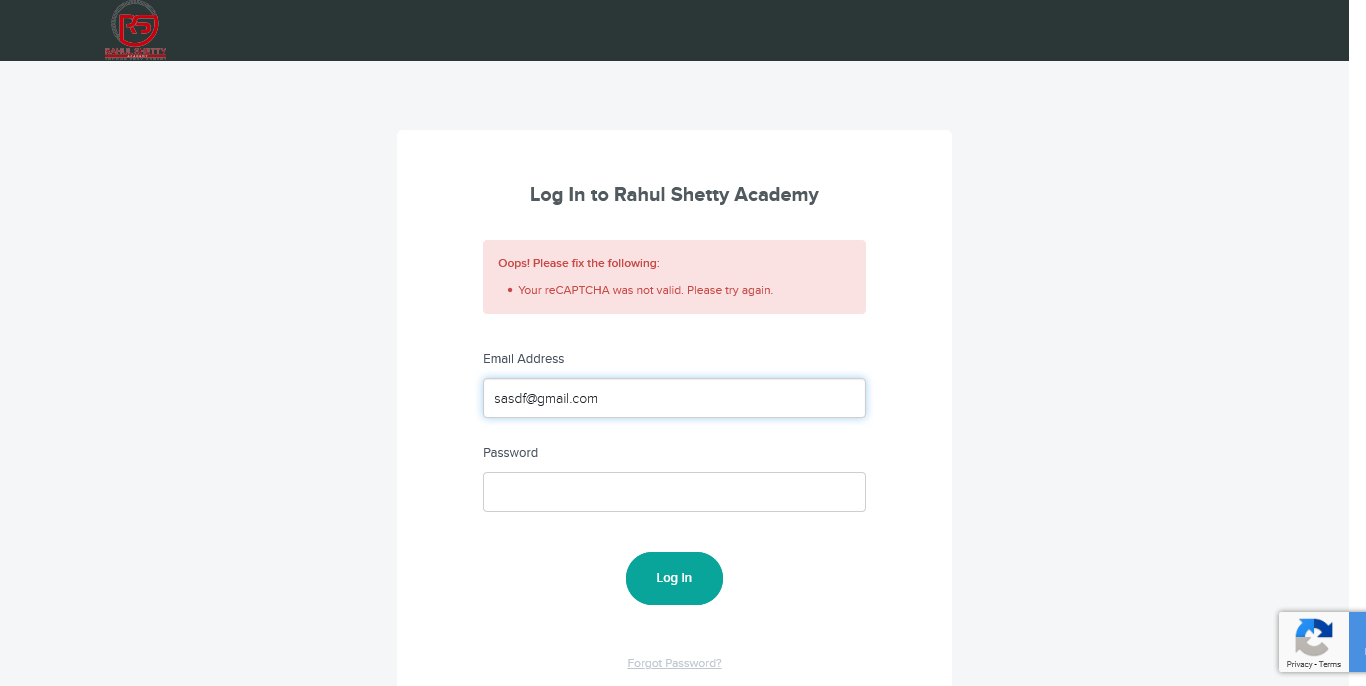 RAHUL SHETTY
Log In to Rahul Shetty Academy
Oops! Please fix the following:
Your reCAPTCHA was not valid. Please try again.
Email Address
sasdf@gmail.com
Password
Log In
Forgot Password?
Privacy - Terms